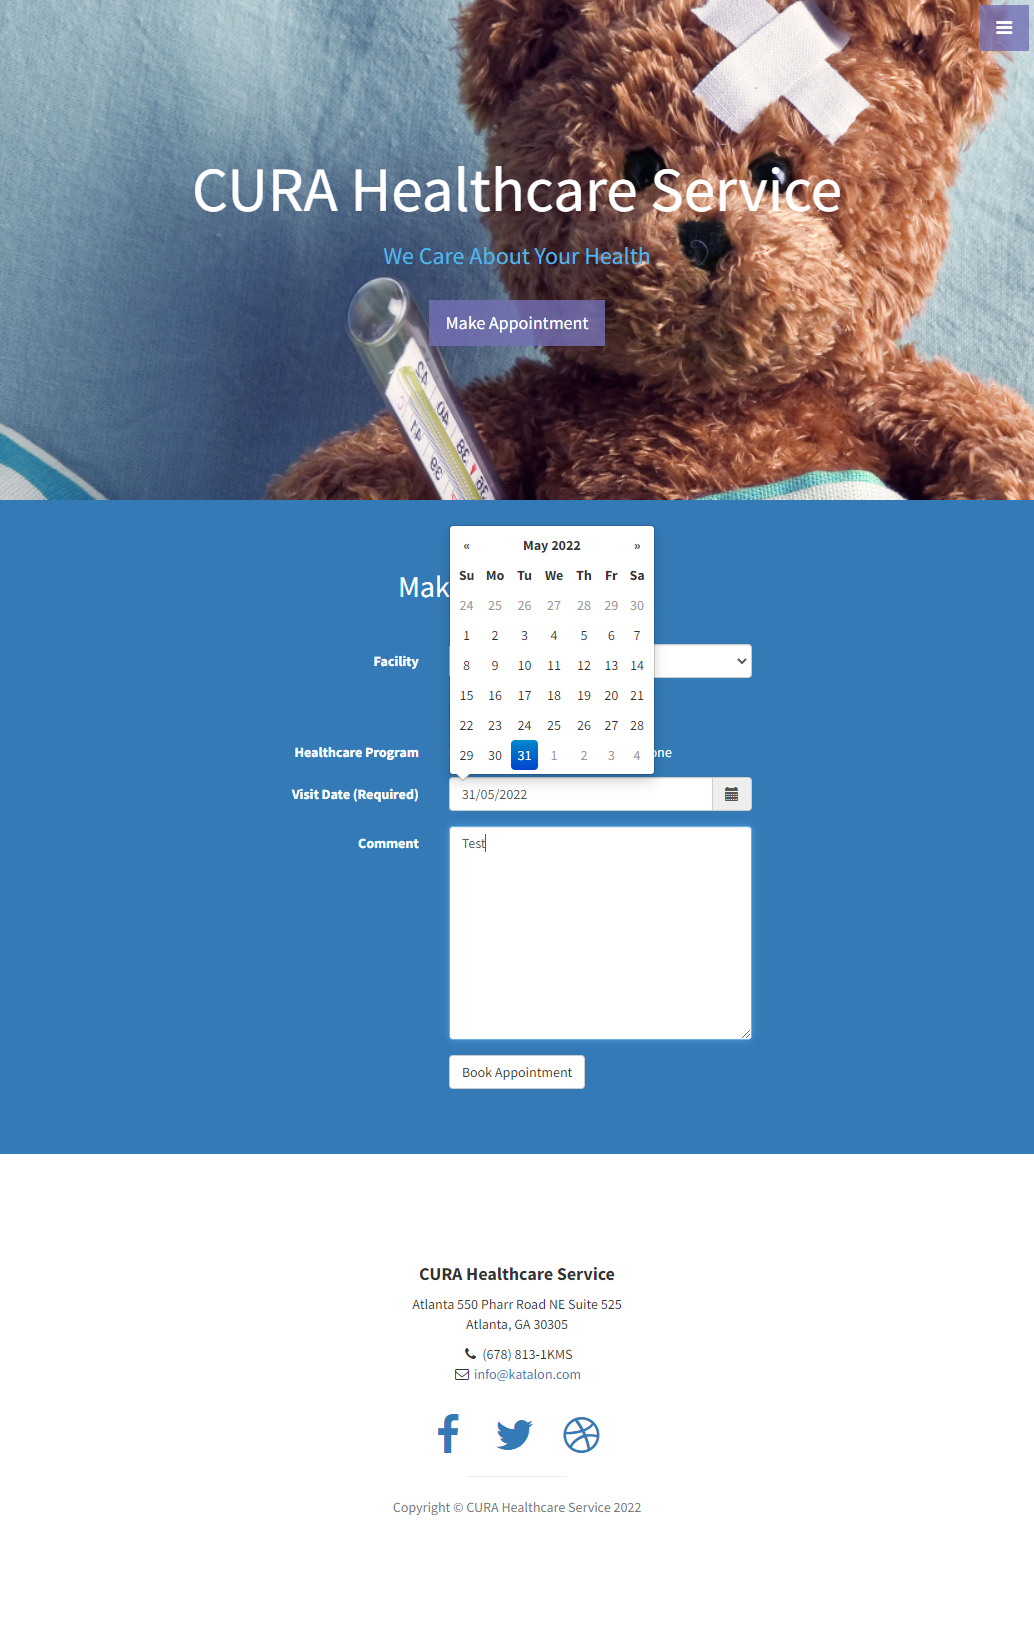 CURA Healthcare Service
We Care About Your Health
Make Appointment
« May 2022 »
Su Mo Tu We Th Fr Sa
24 25 26 27 28 29 30
1 2 3 4 5 6 7
8 9 10 11 12 13 14
15 16 17 18 19 20 21
22 23 24 25 26 27 28
29 30 31 1 2 3 4
Mak
Facility
Healthcare Program
one
Visit Date (Required)
31/05/2022
Comment
Test
Book Appointment
CURA Healthcare Service
Atlanta 550 Pharr Road NE Suite 525
Atlanta, GA 30305
(678) 813-1KMS
info@katalon.com
Copyright © CURA Healthcare Service 2022